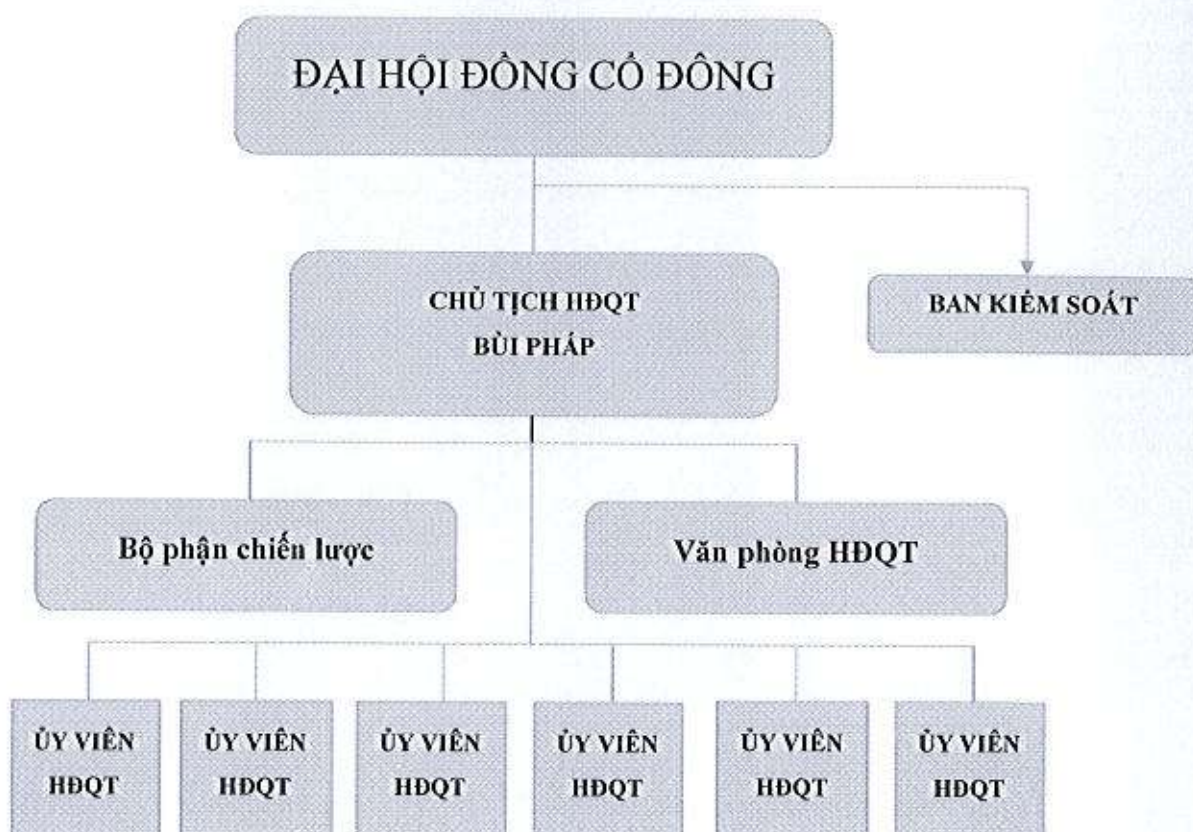 ĐẠI HỘI ĐỒNG CỔ ĐÔNG
CHỦ TỊCH HĐQT
BÙI PHÁP
BAN KIỂM SOÁT
Bộ phận chiến lược
Văn phòng HĐQT
ỦY VIÊN
HĐQT
ỦY VIÊN
HĐQT
ỦY VIÊN
HĐQT
ỦY VIÊN
HĐQT
ỦY VIÊN
HĐQT
ỦY VIÊN
HĐQT